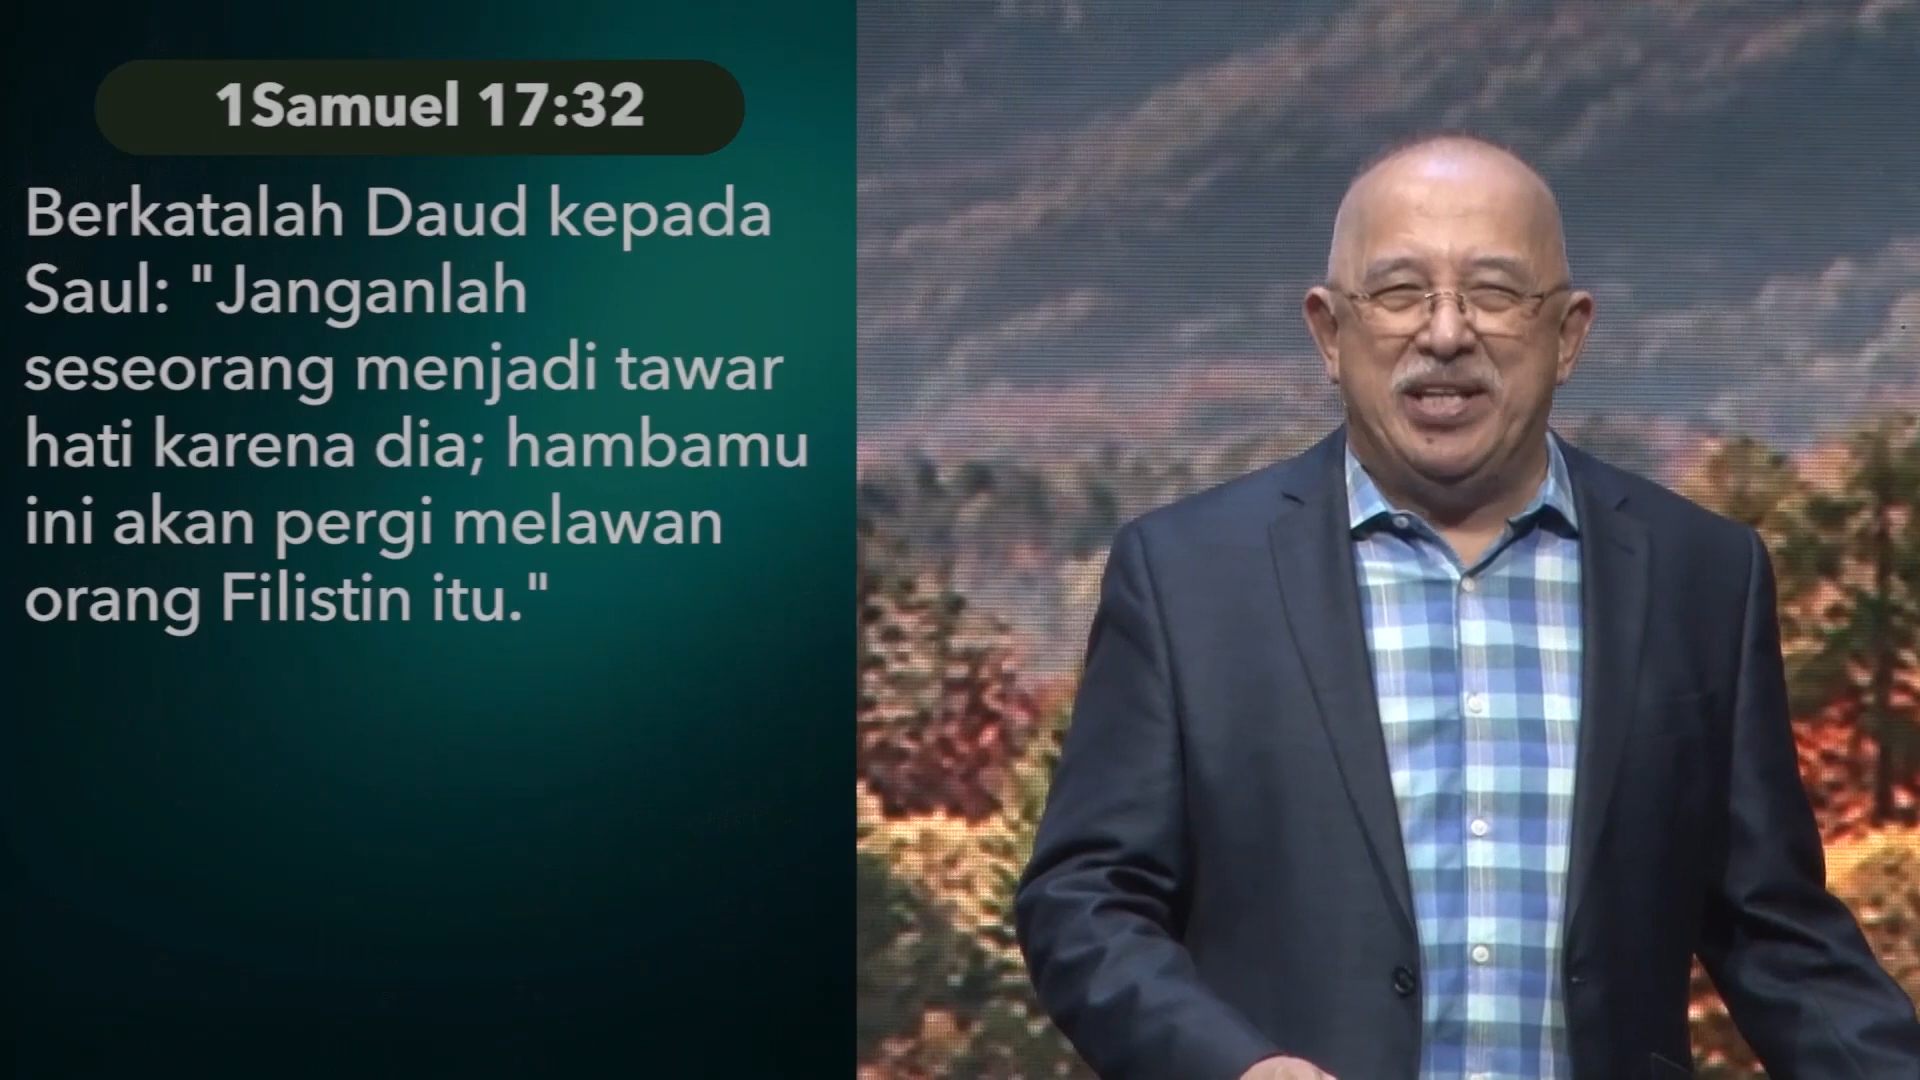 1Samuel 17:32
Berkatalah Daud kepada
Saul: "Janganlah
seseorang menjadi tawar
hati karena dia; hambamu
ini akan pergi melawan
orang Filistin itu."